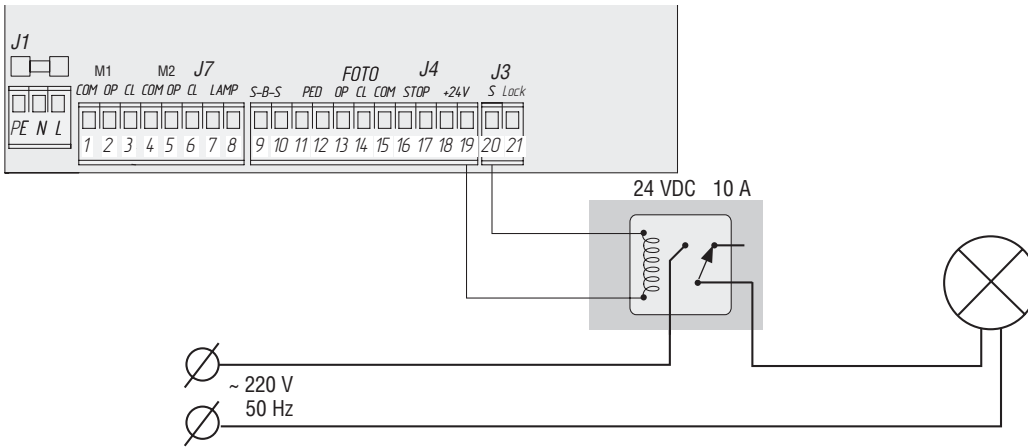 J1
M1 M2 J7 FOTO J4 J3
COM OP CL COM OP CL LAMP S-B-S PED OP CL COM STOP +24V S Lock
PE N L
1 2 3 4 5 6 7 8 9 10 11 12 13 14 15 16 17 18 19 20 21
24 VDC 10 A
~ 220 V
50 Hz